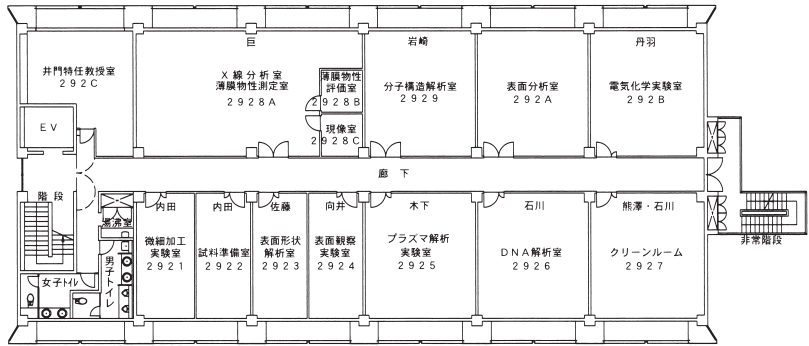 井門特任教授室
292C
巨
X線分析室
薄膜物性測定室
2928A
薄膜物性
評価室
2928B
現像室
2928C
岩崎
分子構造解析室
2929
表面分析室
292A
丹羽
電気化学実験室
292B
EV
廊下
階段
湯沸室
男子トイレ
女子トイレ
内田
微細加工
実験室
2921
内田
試料準備室
2922
佐藤
表面形状
解析室
2923
向井
表面観察
実験室
2924
木下
プラズマ解析
実験室
2925
石川
DNA解析室
2926
熊澤・石川
クリーンルーム
2927
非常階段